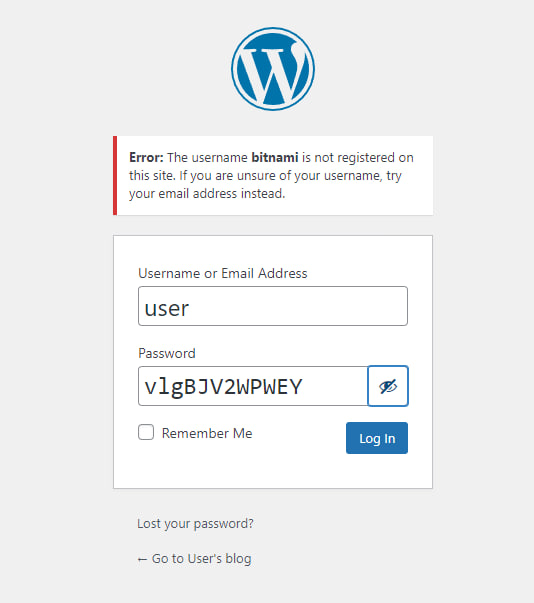 Error: The username bitnami is not registered on
this site. If you are unsure of your username, try
your email address instead.
Username or Email Address
user
Password
vlgBJV2WPWEY
Remember Me
Log In
Lost your password?
← Go to User's blog